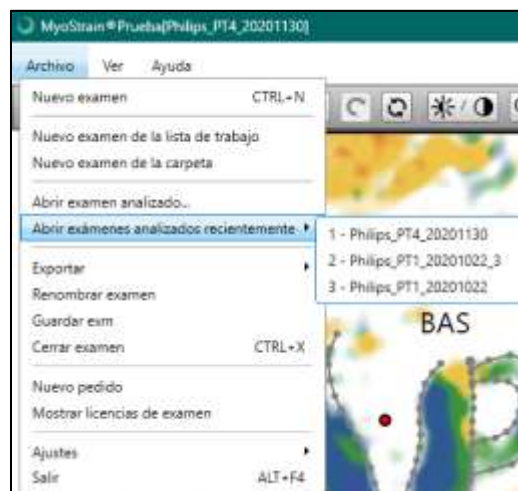 MyoStrain®Prueba[Philips_PT4_20201130]
Archivo Ver Ayuda
Nuevo examen CTRL+N
Nuevo examen de la lista de trabajo
Nuevo examen de la carpeta
Abrir examen analizado...
Abrir exámenes analizados recientemente
1 - Philips_PT4_20201130
2 - Philips_PT1_20201022_3
3 - Philips_PT1_20201022
Exportar
Renombrar examen
Guardar exm
BAS
Cerrar examen CTRL+X
Nuevo pedido
Mostrar licencias de examen
Ajustes
Salir ALT+F4